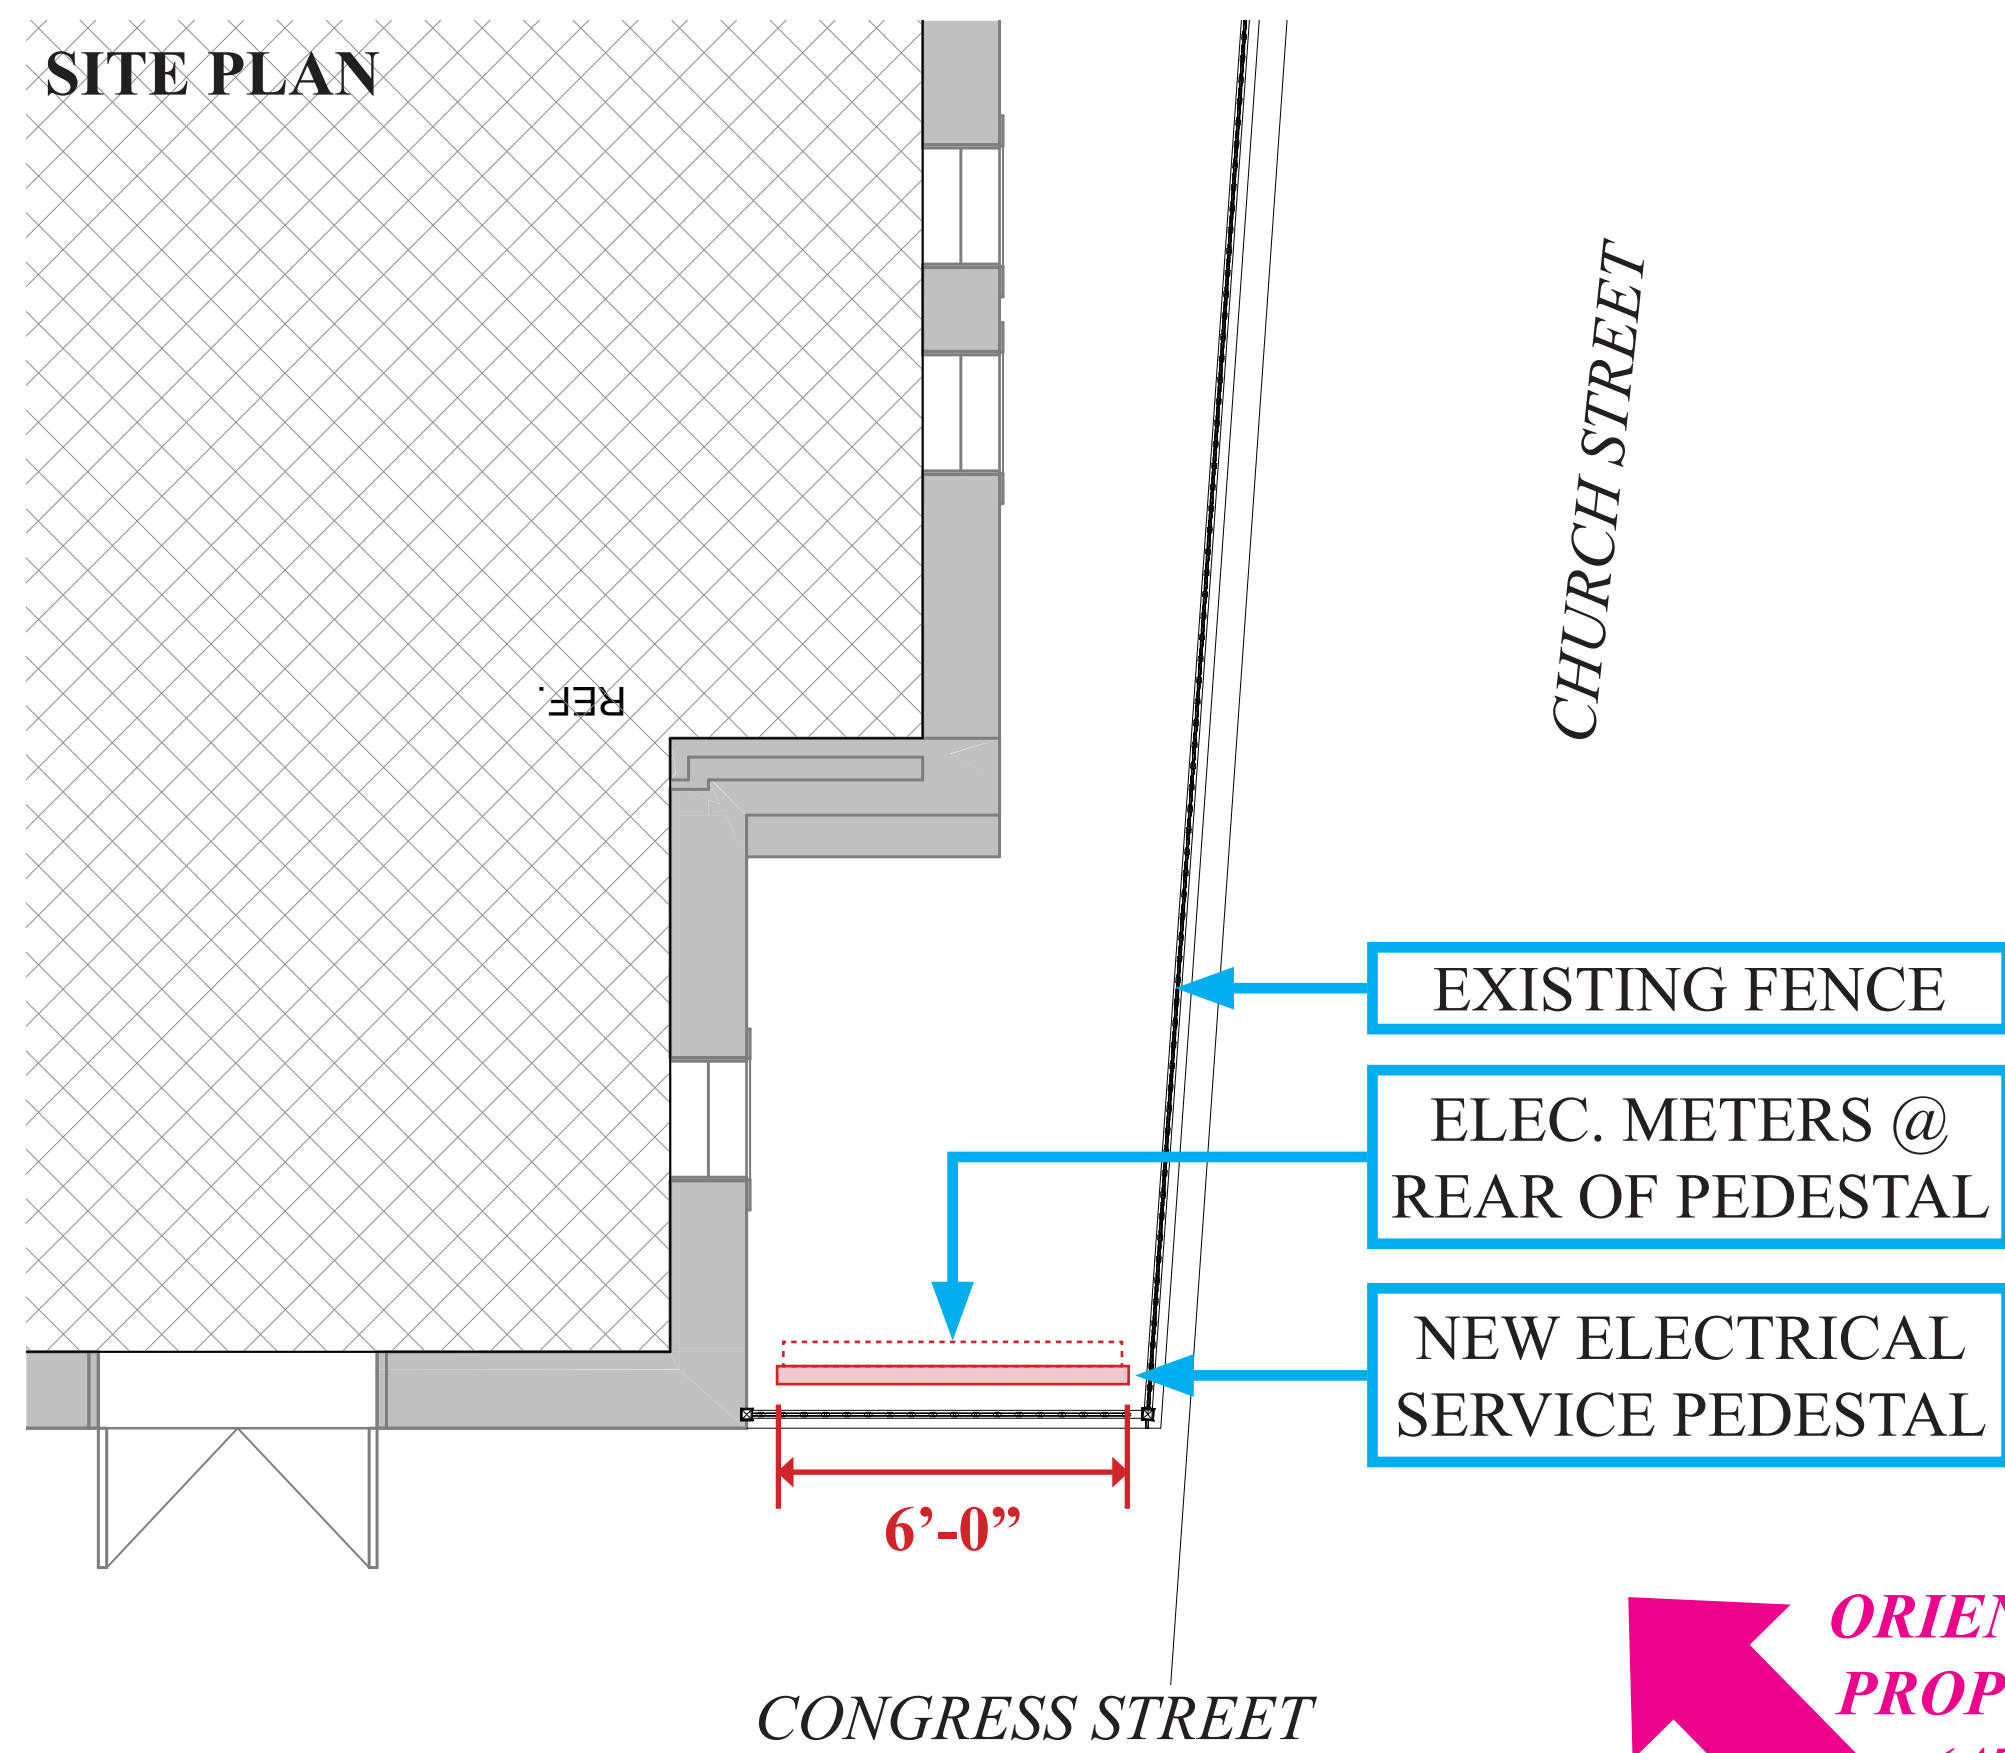 SITE PLAN
CHURCH STREET
REF.
EXISTING FENCE
ELEC. METERS @
REAR OF PEDESTAL
NEW ELECTRICAL
SERVICE PEDESTAL
6’-0”
CONGRESS STREET